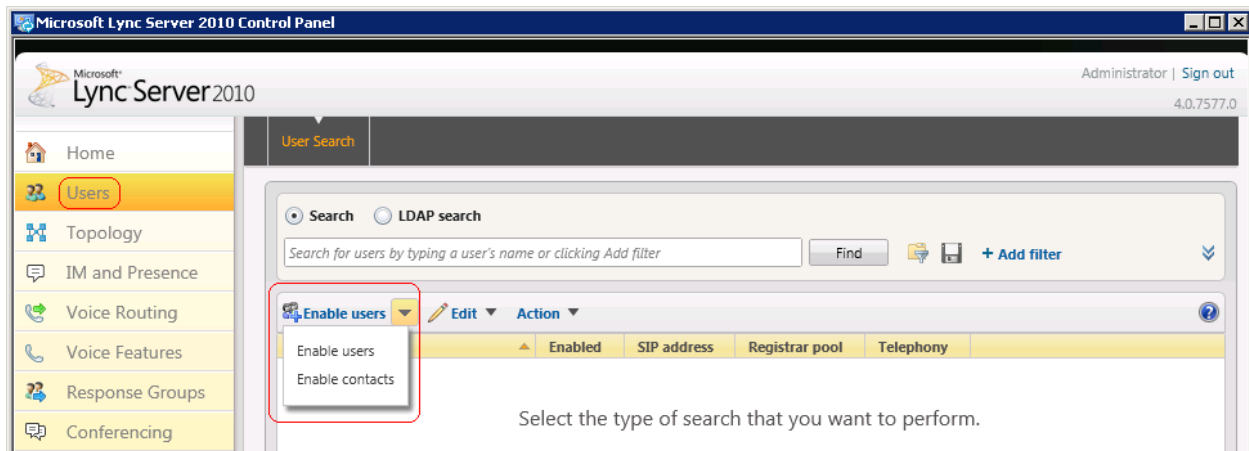 Microsoft Lync Server 2010 Control Panel
Microsoft®
Lync Server 2010
Administrator | Sign out
4.0.7577.0
Home
Users
Topology
IM and Presence
Voice Routing
Voice Features
Response Groups
Conferencing
User Search
Search LDAP search
Search for users by typing a user's name or clicking Add filter Find + Add filter
Enable users Edit Action
Enable users
Enable contacts
Enabled SIP address Registrar pool Telephony
Select the type of search that you want to perform.